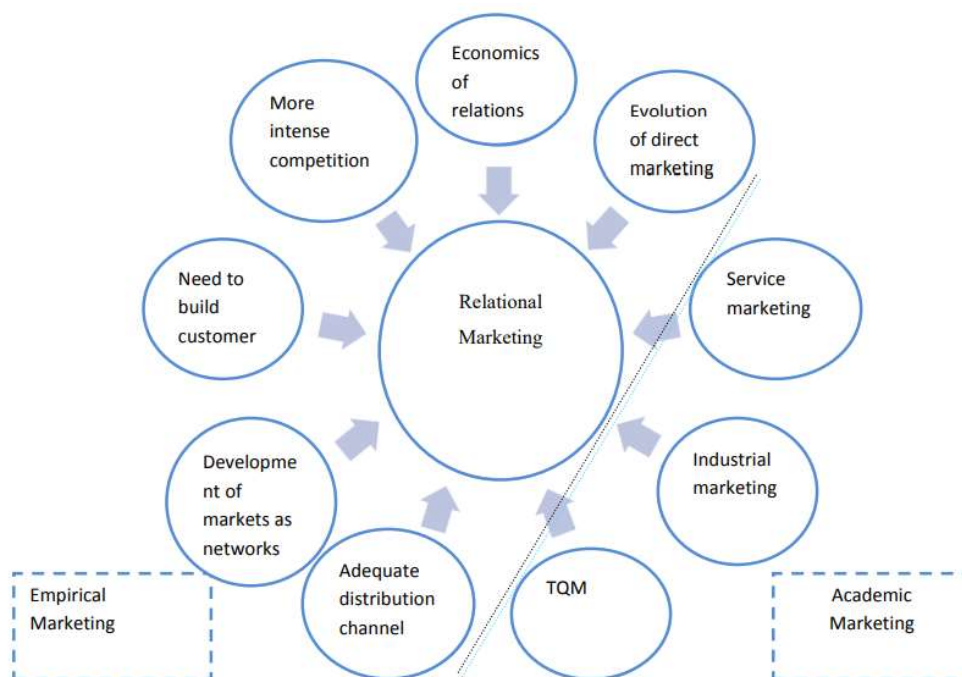 Economics
of
relations
More
intense
competition
Evolution
of direct
marketing
Need to
build
customer
Relational
Marketing
Service
marketing
Developme
nt of
markets as
networks
Industrial
marketing
Adequate
distribution
channel
TQM
Empirical
Marketing
Academic
Marketing